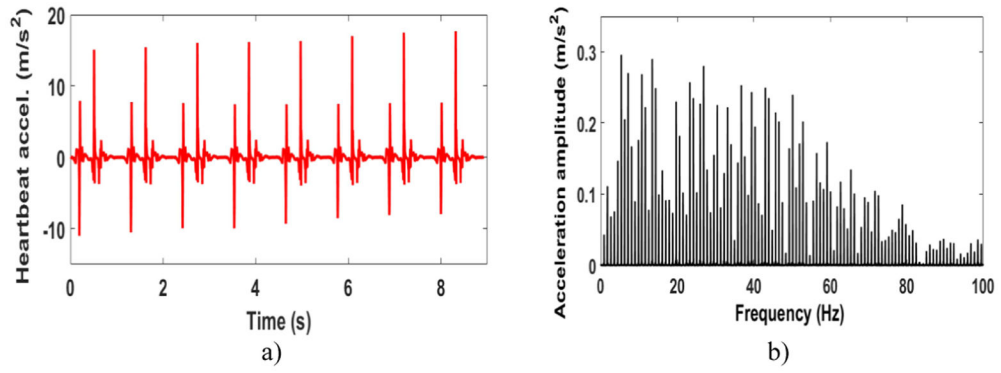 Heartbeat accel. (m/s²)
20
10
0
-10
0 2 4 6 8
Time (s)
a)
Acceleration amplitude (m/s²)
0.3
0.2
0.1
0
0 20 40 60 80 100
Frequency (Hz)
b)